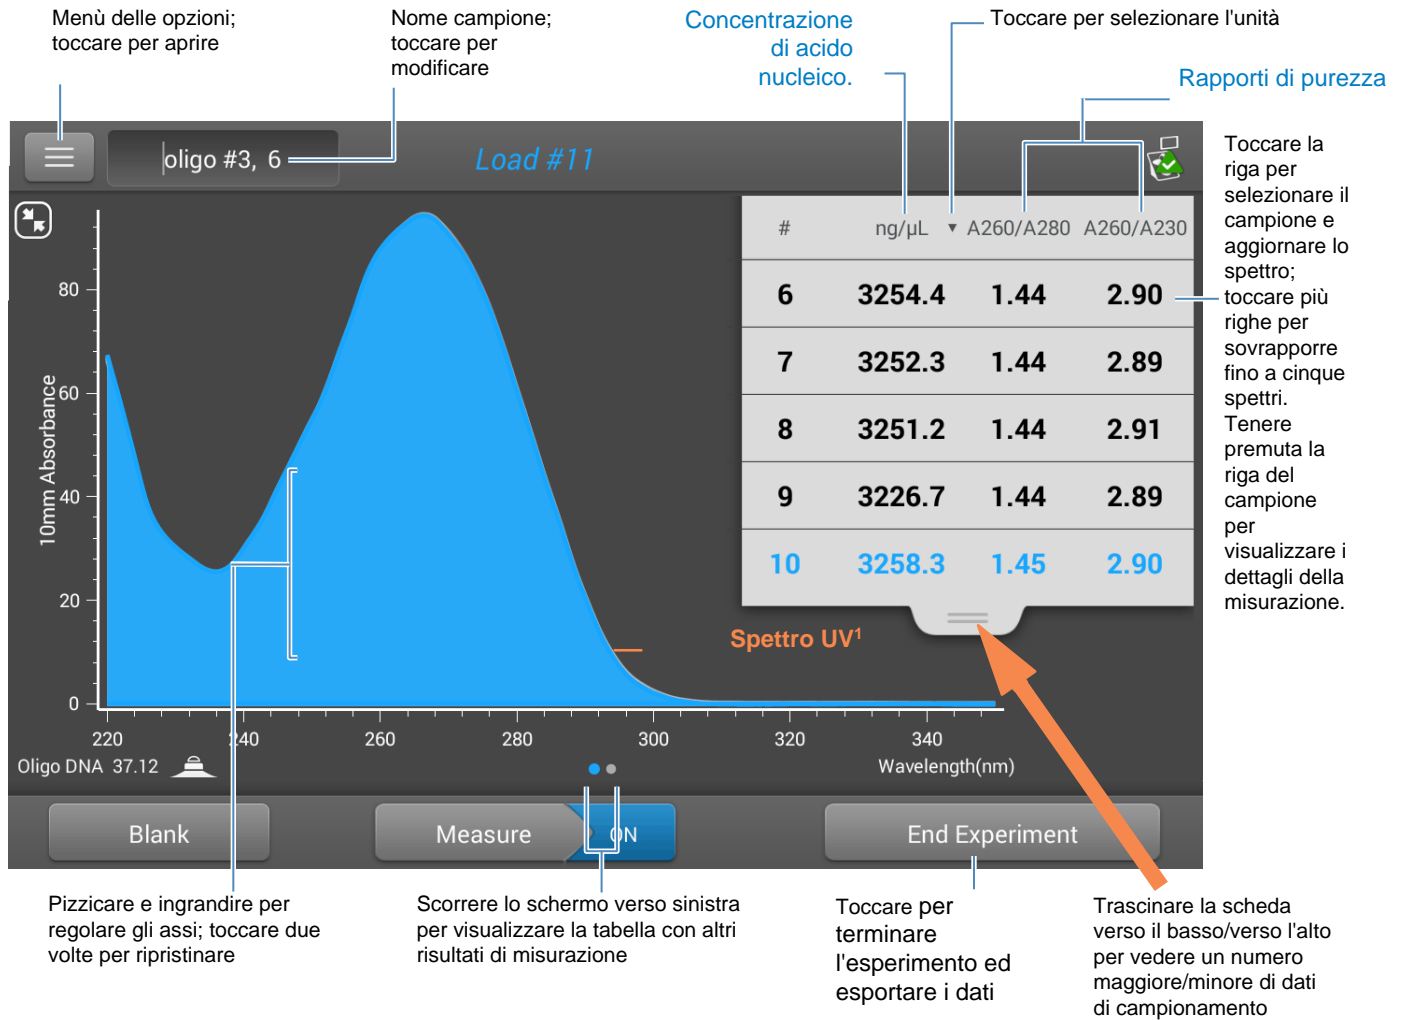 Menù delle opzioni;
toccare per aprire
Nome campione;
toccare per
modificare
Concentrazione
di acido
nucleico.
Toccare per selezionare l'unità
Rapporti di purezza
oligo #3, 6
Load #11
Toccare la
riga per
selezionare il
campione e
aggiornare lo
spettro;
toccare più
righe per
sovrapporre
fino a cinque
spettri.
Tenere
premuta la
riga del
campione
per
visualizzare i
dettagli della
misurazione.
# ng/µL ▼ A260/A280 A260/A230
6 3254.4 1.44 2.90
7 3252.3 1.44 2.89
8 3251.2 1.44 2.91
9 3226.7 1.44 2.89
10 3258.3 1.45 2.90
10mm Absorbance
80
60
40
20
0
Spettro UV¹
220 240 260 280 300 320 340
Oligo DNA 37.12
Wavelength(nm)
Blank
Measure
ON
End Experiment
Pizzicare e ingrandire per
regolare gli assi; toccare due
volte per ripristinare
Scorrere lo schermo verso sinistra
per visualizzare la tabella con altri
risultati di misurazione
Toccare per
terminare
l'esperimento ed
esportare i dati
Trascinare la scheda
verso il basso/verso l'alto
per vedere un numero
maggiore/minore di dati
di campionamento